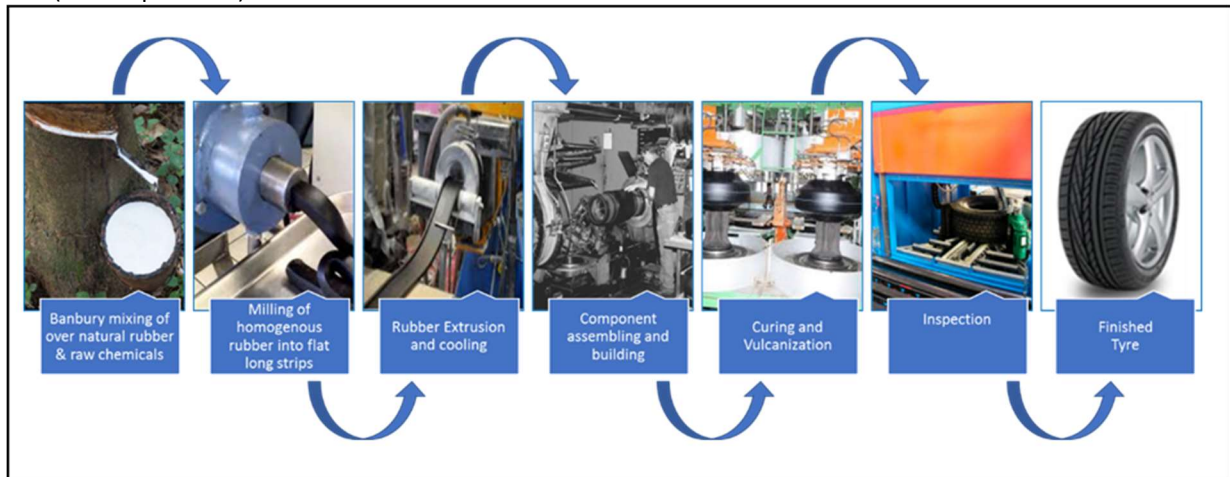 Banbury mixing of
over natural rubber
& raw chemicals
Milling of
homogenous
rubber into flat
long strips
Rubber Extrusion
and cooling
Component
assembling and
building
Curing and
Vulcanization
Inspection
Finished
Tyre